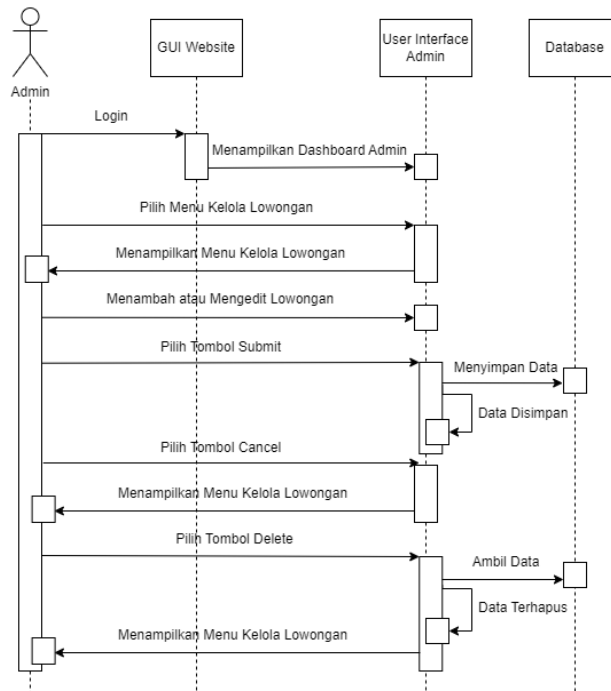 GUI Website
User Interface
Admin
Database
Admin
Login
Menampilkan Dashboard Admin
Pilih Menu Kelola Lowongan
Menampilkan Menu Kelola Lowongan
Menambah atau Mengedit Lowongan
Pilih Tombol Submit
Menyimpan Data
Data Disimpan
Pilih Tombol Cancel
Menampilkan Menu Kelola Lowongan
Pilih Tombol Delete
Ambil Data
Data Terhapus
Menampilkan Menu Kelola Lowongan